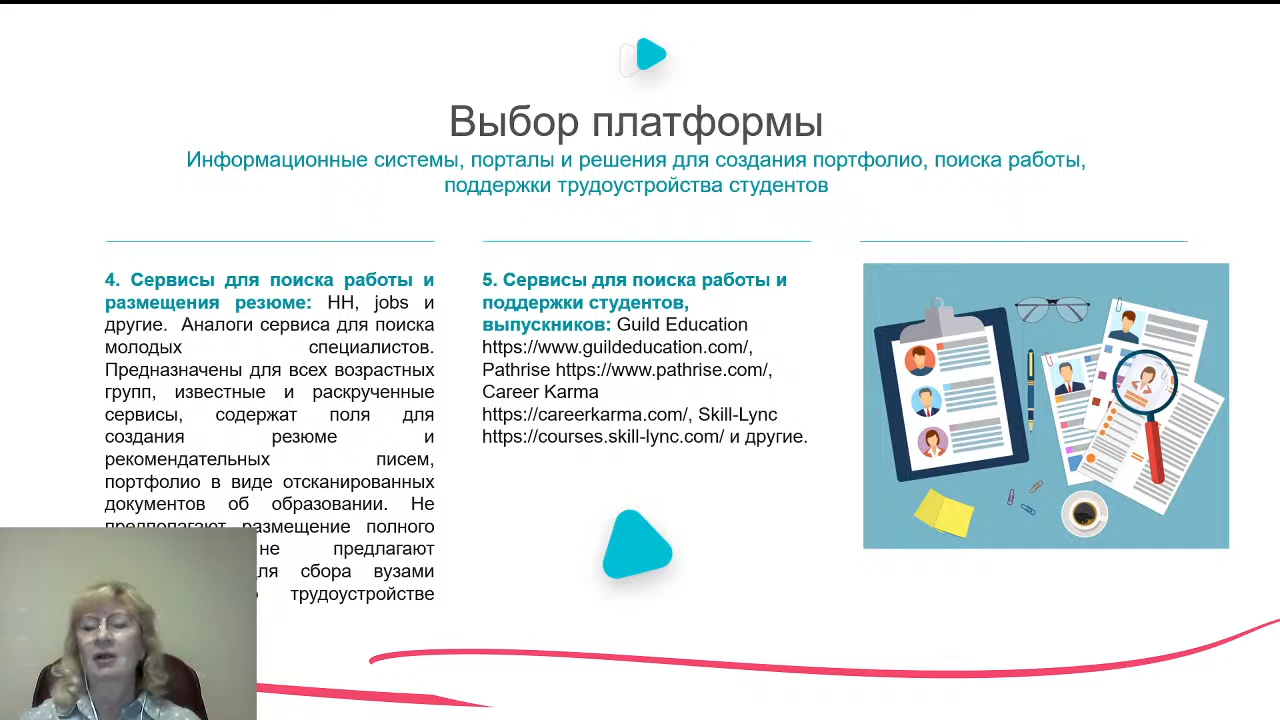 Выбор платформы
Информационные системы, порталы и решения для создания портфолио, поиска работы,
поддержки трудоустройства студентов
4. Сервисы для поиска работы и
размещения резюме: HH, jobs и
другие. Аналоги сервиса для поиска
молодых специалистов.
Предназначены для всех возрастных
групп, известные и раскрученные
сервисы, содержат поля для
создания резюме и
рекомендательных писем,
портфолио в виде отсканированных
документов об образовании. Не
предполагают размещение полного
не предлагают
для сбора вузами
трудоустройстве
5. Сервисы для поиска работы и
поддержки студентов,
выпускников: Guild Education
https://www.guildeducation.com/,
Pathrise https://www.pathrise.com/,
Career Karma
https://careerkarma.com/, Skill-Lync
https://courses.skill-lync.com/ и другие.